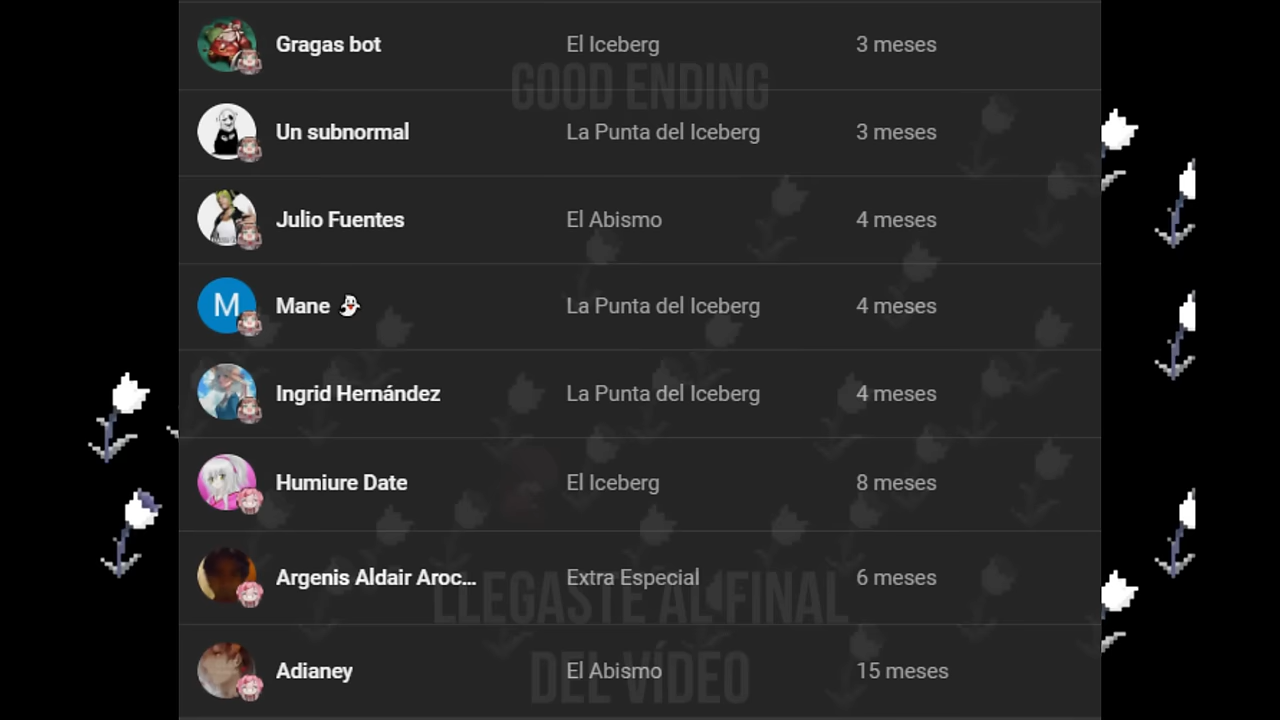 Gragas bot El Iceberg 3 meses
GOOD ENDING
Un subnormal La Punta del Iceberg 3 meses
Julio Fuentes El Abismo 4 meses
M Mane 👻 La Punta del Iceberg 4 meses
Ingrid Hernández La Punta del Iceberg 4 meses
Humiure Date El Iceberg 8 meses
Argenis Aldair Aroc... Extra Especial 6 meses
LLEGASTE AL FINAL
Adianey El Abismo 15 meses
DEL VÍDEO